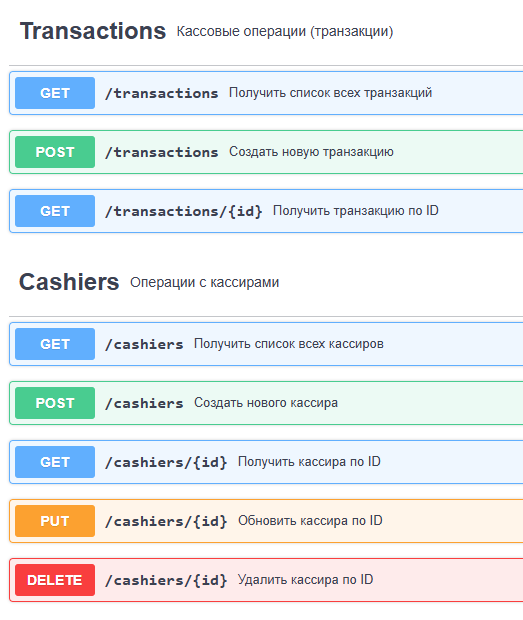 Transactions Кассовые операции (транзакции)
GET /transactions Получить список всех транзакций
POST /transactions Создать новую транзакцию
GET /transactions/{id} Получить транзакцию по ID
Cashiers Операции с кассирами
GET /cashiers Получить список всех кассиров
POST /cashiers Создать нового кассира
GET /cashiers/{id} Получить кассира по ID
PUT /cashiers/{id} Обновить кассира по ID
DELETE /cashiers/{id} Удалить кассира по ID